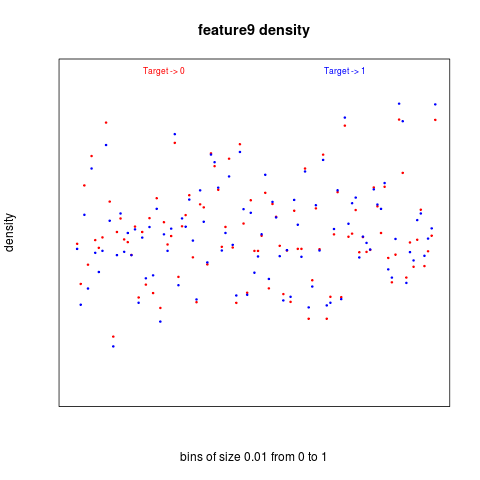 feature9 density
Target -> 0
Target -> 1
density
bins of size 0.01 from 0 to 1